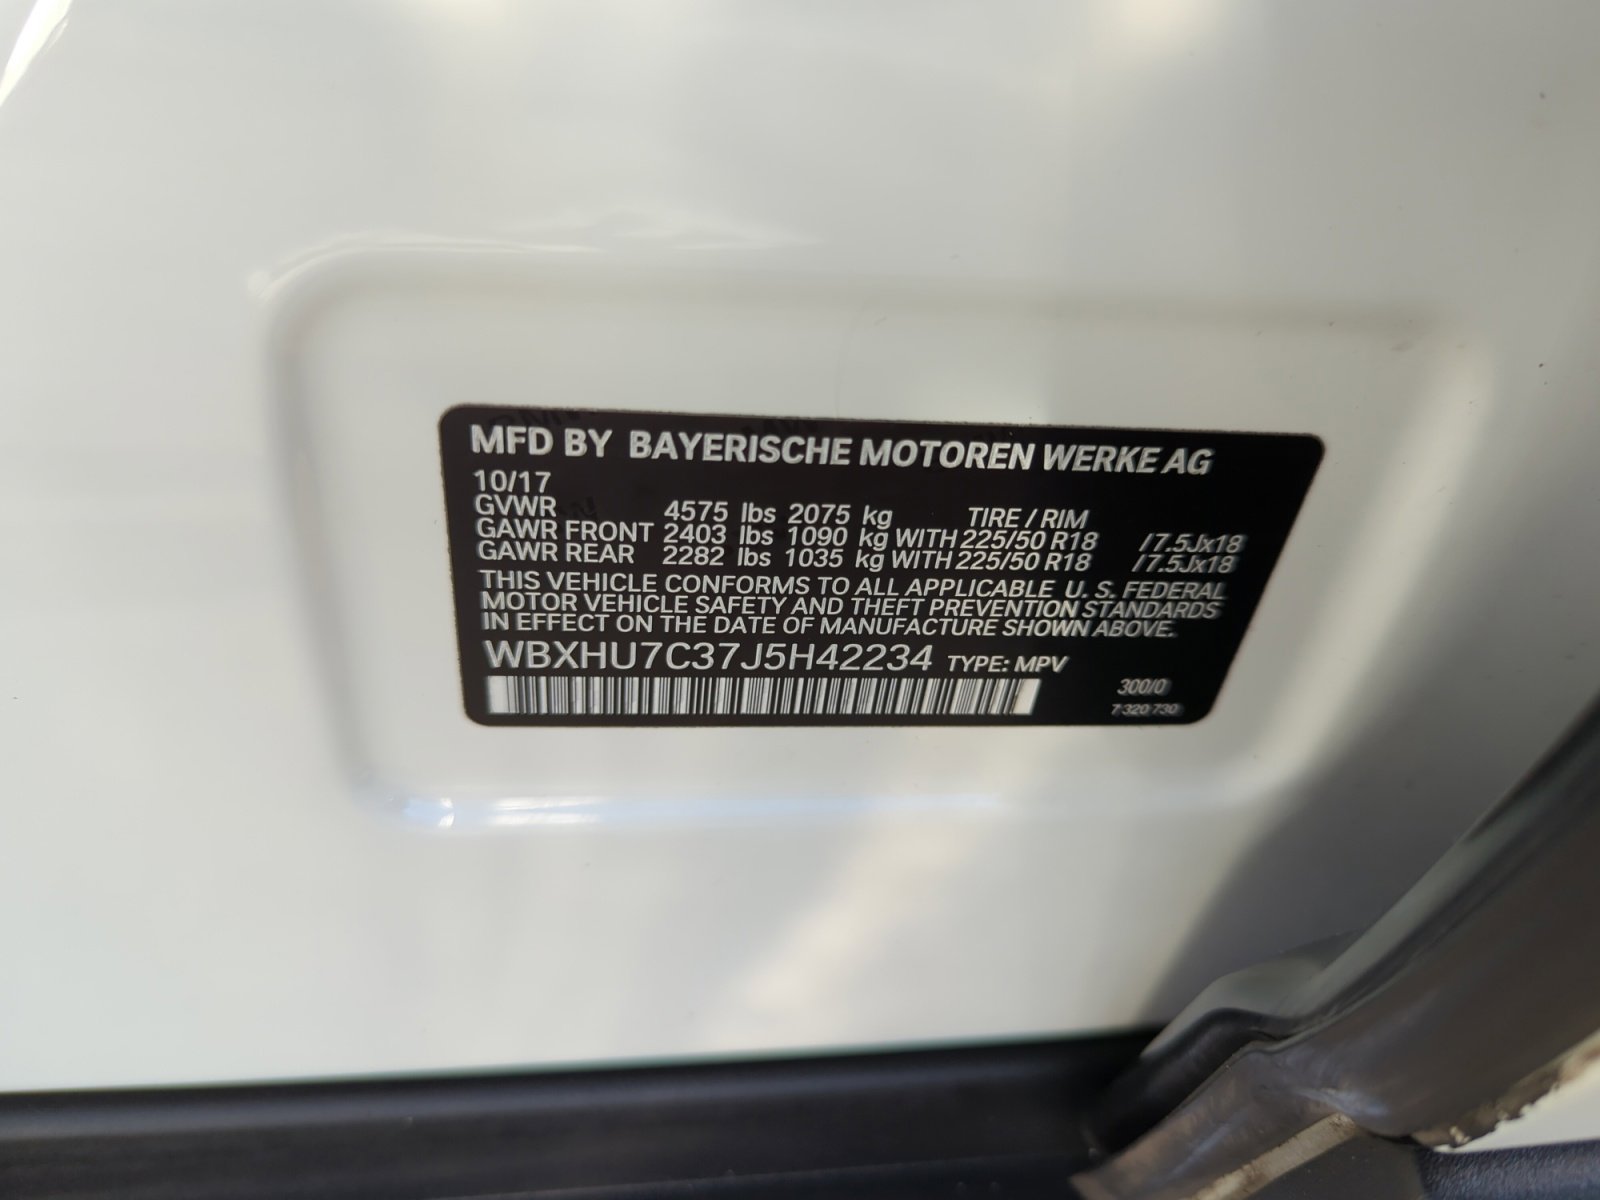 MFD BY BAYERISCHE MOTOREN WERKE AG
10/17
GVWR 4575 lbs 2075 kg TIRE / RIM
GAWR FRONT 2403 lbs 1090 kg WITH 225/50 R18 /7.5Jx18
GAWR REAR 2282 lbs 1035 kg WITH 225/50 R18 /7.5Jx18
THIS VEHICLE CONFORMS TO ALL APPLICABLE U. S. FEDERAL
MOTOR VEHICLE SAFETY AND THEFT PREVENTION STANDARDS
IN EFFECT ON THE DATE OF MANUFACTURE SHOWN ABOVE.
WBXHU7C37J5H42234 TYPE: MPV
300/0
7 320 730